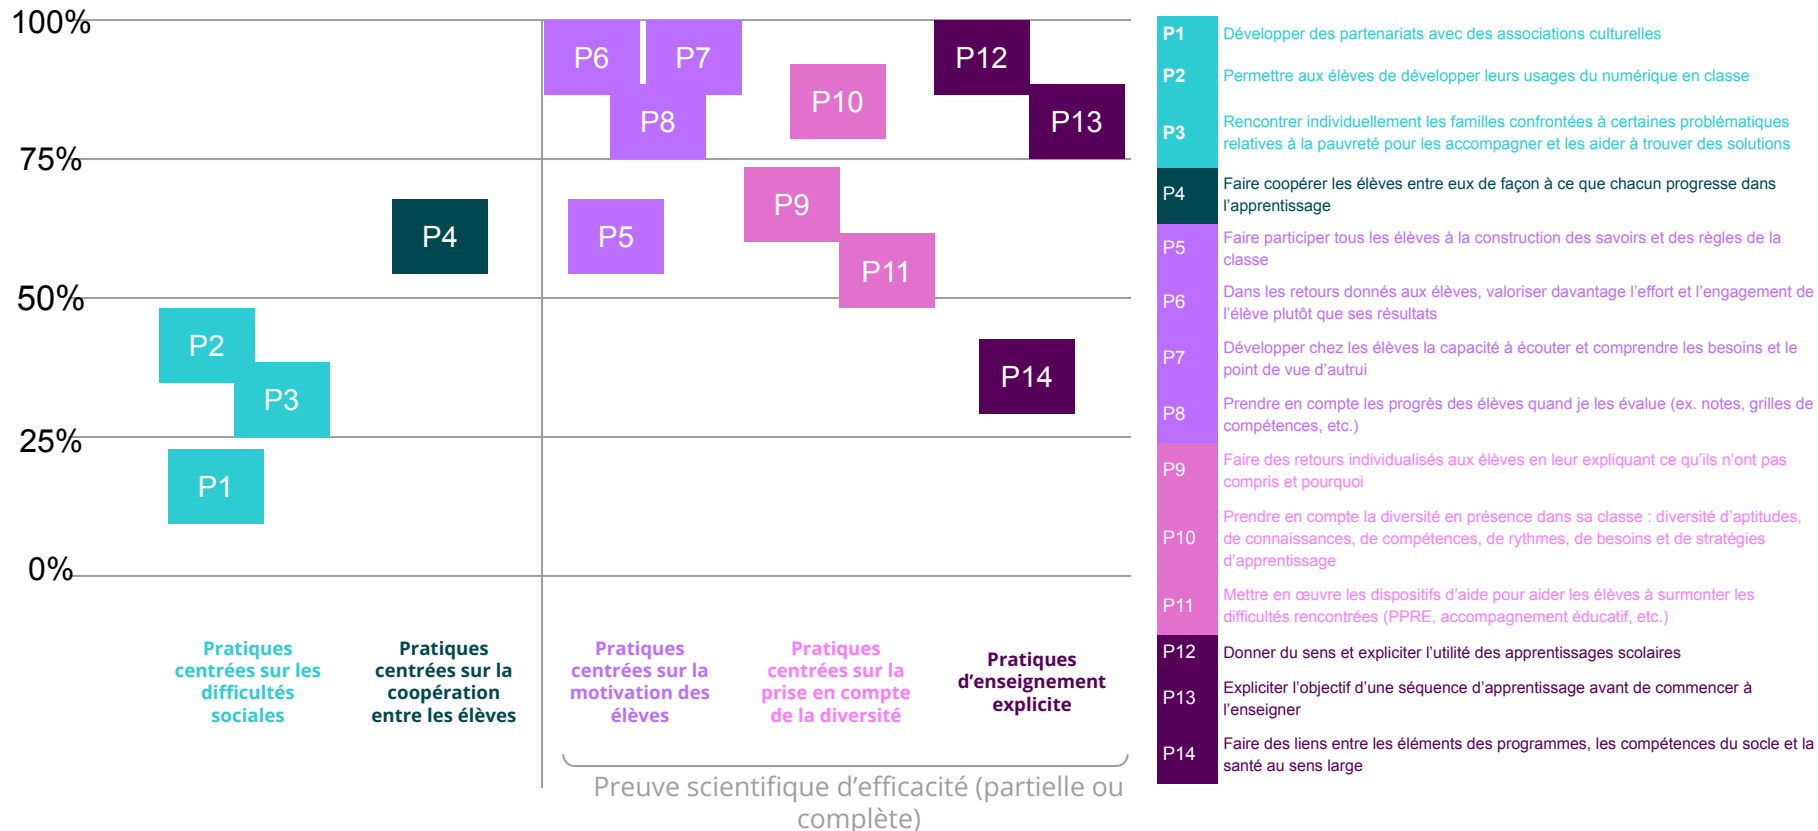 100%
75%
50%
25%
0%
P6
P7
P8
P12
P10
P13
P4
P5
P9
P11
P2
P3
P14
P1
Pratiques
centrées sur les
difficultés
sociales
Pratiques
centrées sur la
coopération
entre les élèves
Pratiques
centrées sur la
motivation des
élèves
Pratiques
centrées sur la
prise en compte
de la diversité
Pratiques
d’enseignement
explicite
Preuve scientifique d’efficacité (partielle ou
complète)
P1 Développer des partenariats avec des associations culturelles
P2 Permettre aux élèves de développer leurs usages du numérique en classe
P3 Rencontrer individuellement les familles confrontées à certaines problématiques
relatives à la pauvreté pour les accompagner et les aider à trouver des solutions
P4 Faire coopérer les élèves entre eux de façon à ce que chacun progresse dans
l’apprentissage
P5 Faire participer tous les élèves à la construction des savoirs et des règles de la
classe
P6 Dans les retours donnés aux élèves, valoriser davantage l’effort et l’engagement de
l’élève plutôt que ses résultats
P7 Développer chez les élèves la capacité à écouter et comprendre les besoins et le
point de vue d’autrui
P8 Prendre en compte les progrès des élèves quand je les évalue (ex. notes, grilles de
compétences, etc.)
P9 Faire des retours individualisés aux élèves en leur expliquant ce qu’ils n’ont pas
compris et pourquoi
P10 Prendre en compte la diversité en présence dans sa classe : diversité d’aptitudes,
de connaissances, de compétences, de rythmes, de besoins et de stratégies
d’apprentissage
P11 Mettre en œuvre les dispositifs d’aide pour aider les élèves à surmonter les
difficultés rencontrées (PPRE, accompagnement éducatif, etc.)
P12 Donner du sens et expliciter l’utilité des apprentissages scolaires
P13 Expliciter l’objectif d’une séquence d’apprentissage avant de commencer à
l’enseigner
P14 Faire des liens entre les éléments des programmes, les compétences du socle et la
santé au sens large